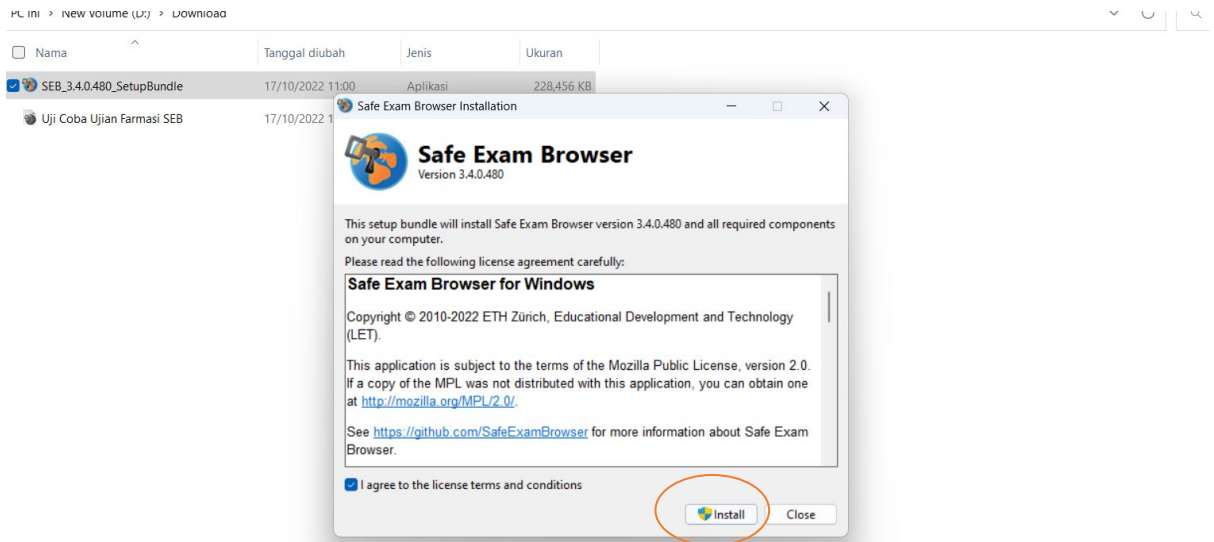 PC Ini > New Volume (D:) > Download
Nama Tanggal diubah Jenis Ukuran
SEB_3.4.0.480_SetupBundle 17/10/2022 11:00 Aplikasi 228,456 KB
Uji Coba Ujian Farmasi SEB 17/10/2022 1
Safe Exam Browser Installation
Safe Exam Browser
Version 3.4.0.480
This setup bundle will install Safe Exam Browser version 3.4.0.480 and all required components
on your computer.
Please read the following license agreement carefully:
Safe Exam Browser for Windows
Copyright © 2010-2022 ETH Zürich, Educational Development and Technology
(LET).
This application is subject to the terms of the Mozilla Public License, version 2.0.
If a copy of the MPL was not distributed with this application, you can obtain one
at http://mozilla.org/MPL/2.0/.
See https://github.com/SafeExamBrowser for more information about Safe Exam
Browser.
I agree to the license terms and conditions
Install Close